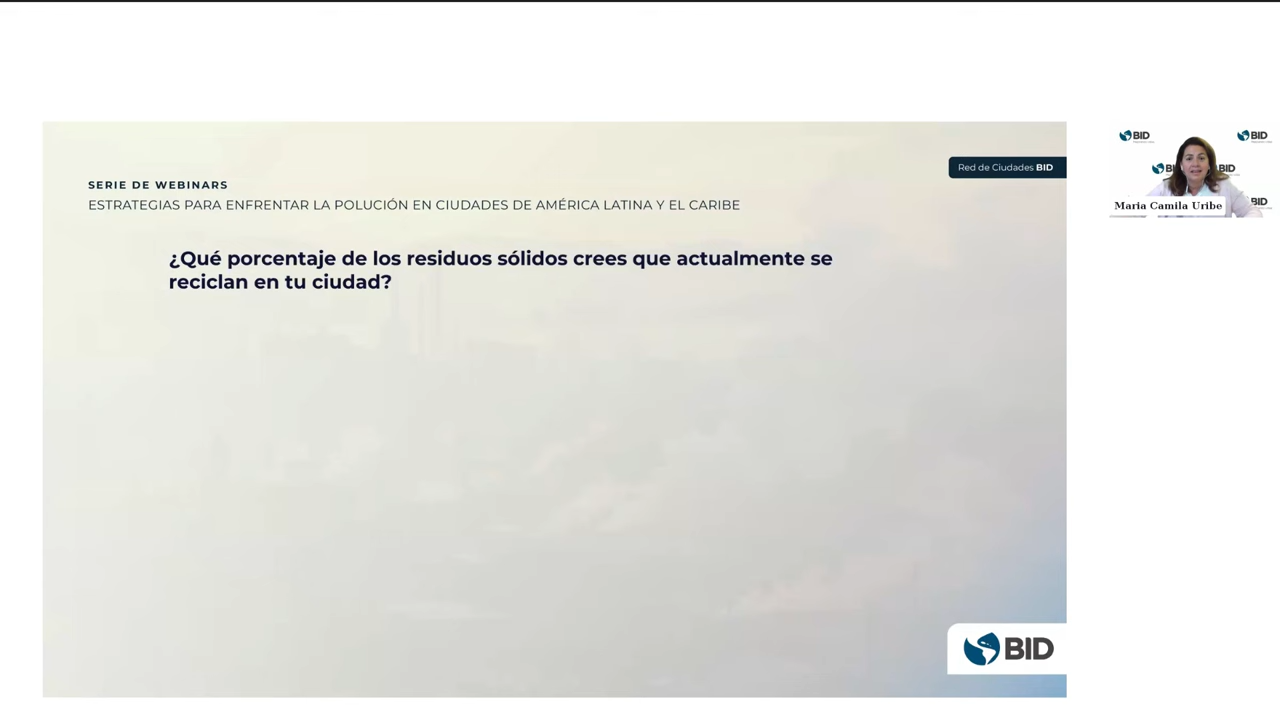 SERIE DE WEBINARS
ESTRATEGIAS PARA ENFRENTAR LA POLUCIÓN EN CIUDADES DE AMÉRICA LATINA Y EL CARIBE
Red de Ciudades BID
¿Qué porcentaje de los residuos sólidos crees que actualmente se
reciclan en tu ciudad?
BID
BID
BID
BI
BID
BID
Maria Camila Uribe